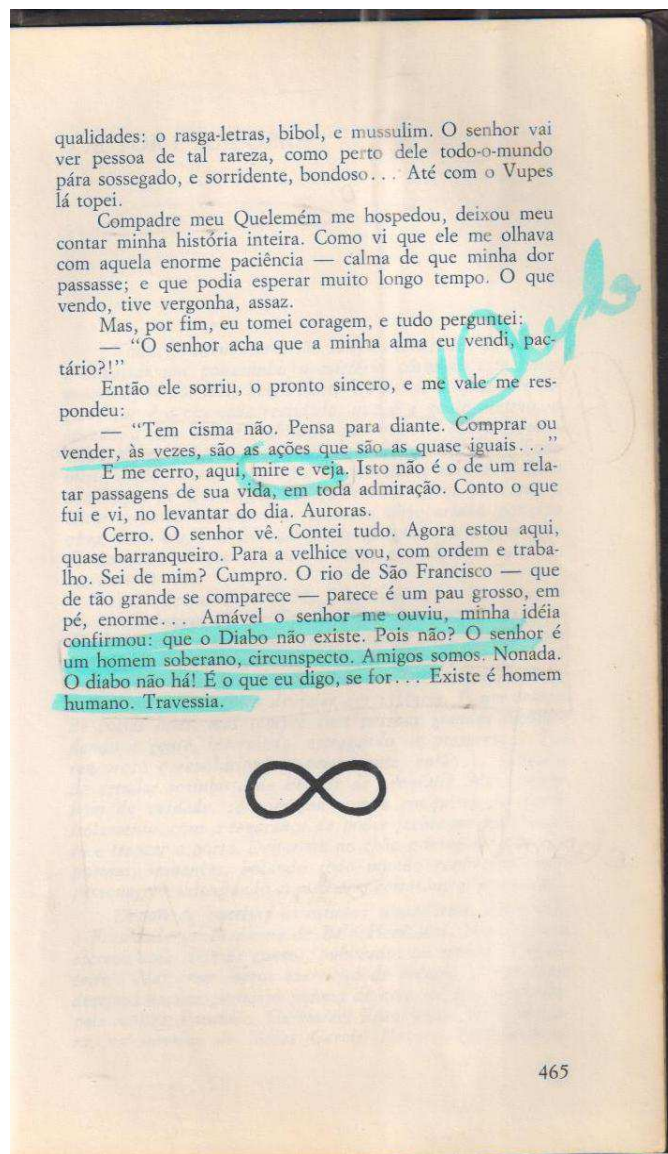 qualidades: o rasga-letras, bibol, e mussulim. O senhor vai
ver pessoa de tal rareza, como perto dele todo-o-mundo
pára sossegado, e sorridente, bondoso... Até com o Vupes
lá topei.
Compadre meu Quelemém me hospedou, deixou meu
contar minha história inteira. Como vi que ele me olhava
com aquela enorme paciência — calma de que minha dor
passasse; e que podia esperar muito longo tempo. O que
vendo, tive vergonha, assaz.
Mas, por fim, eu tomei coragem, e tudo perguntei:
— “O senhor acha que a minha alma eu vendi, pac-
tário?!”
Então ele sorriu, o pronto sincero, e me vale me res-
pondeu:
— “Tem cisma não. Pensa para diante. Comprar ou
vender, às vezes, são as ações que são as quase iguais...”
E me cerro, aqui, mire e veja. Isto não é o de um rela-
tar passagens de sua vida, em toda admiração. Conto o que
fui e vi, no levantar do dia. Auroras.
Cerro. O senhor vê. Contei tudo. Agora estou aqui,
quase barranqueiro. Para a velhice vou, com ordem e traba-
lho. Sei de mim? Cumpro. O rio de São Francisco — que
de tão grande se comparece — parece é um pau grosso, em
pé, enorme... Amável o senhor me ouviu, minha idéia
confirmou: que o Diabo não existe. Pois não? O senhor é
um homem soberano, circunspecto. Amigos somos. Nonada.
O diabo não há! É o que eu digo, se for... Existe é homem
humano. Travessia.
465